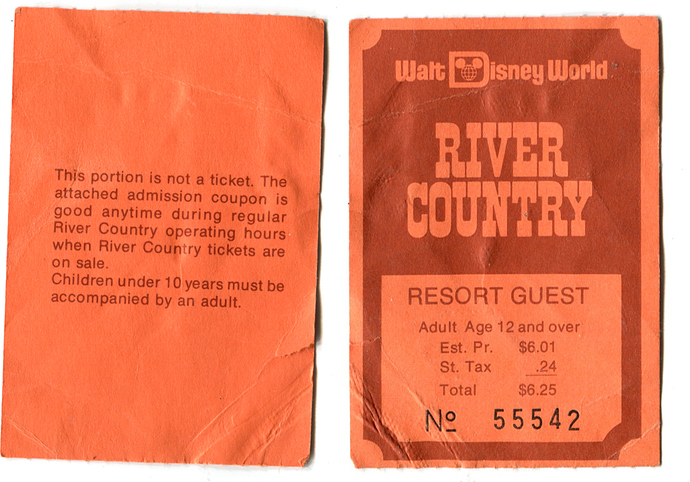 This portion is not a ticket. The
attached admission coupon is
good anytime during regular
River Country operating hours
when River Country tickets are
on sale.
Children under 10 years must be
accompanied by an adult.
Walt Disney World
RIVER
COUNTRY
RESORT GUEST
Adult Age 12 and over
Est. Pr. $6.01
St. Tax .24
Total $6.25
Nº 55542